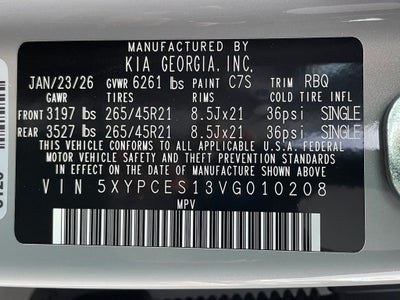 MANUFACTURED BY
KIA GEORGIA, INC.
JAN/23/26 GVWR 6261 lbs PAINT C7S TRIM RBQ
GAWR TIRES RIMS COLD TIRE INFL
FRONT 3197 lbs 265/45R21 8.5Jx21 36psi SINGLE
REAR 3527 lbs 265/45R21 8.5Jx21 36psi SINGLE
THIS VEHICLE CONFORMS TO ALL APPLICABLE U.S.A. FEDERAL
MOTOR VEHICLE SAFETY STANDARDS
IN EFFECT ON THE DATE OF MANUFACTURE SHOWN ABOVE.
VIN 5XYPCES13VG010208
MPV